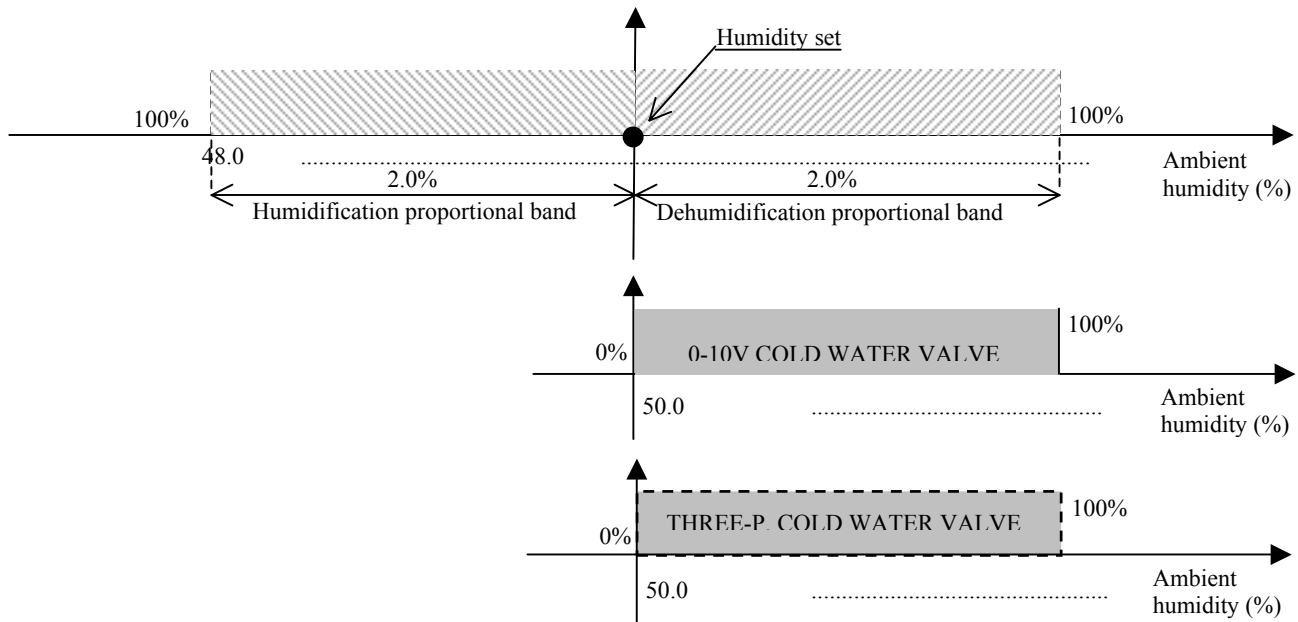 Humidity set
100%
100%
48.0 ........................................
Ambient
humidity (%)
2.0%
2.0%
Humidification proportional band
Dehumidification proportional band
100%
0%
0-10V COLD WATER VALVE
50.0 ........................................
Ambient
humidity (%)
100%
THREE-P. COLD WATER VALVE
0%
50.0 ........................................
Ambient
humidity (%)